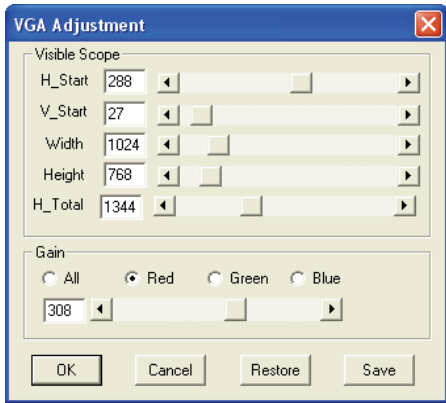 VGA Adjustment
Visible Scope
H_Start 288
V_Start 27
Width 1024
Height 768
H_Total 1344
Gain
All Red Green Blue
308
OK Cancel Restore Save